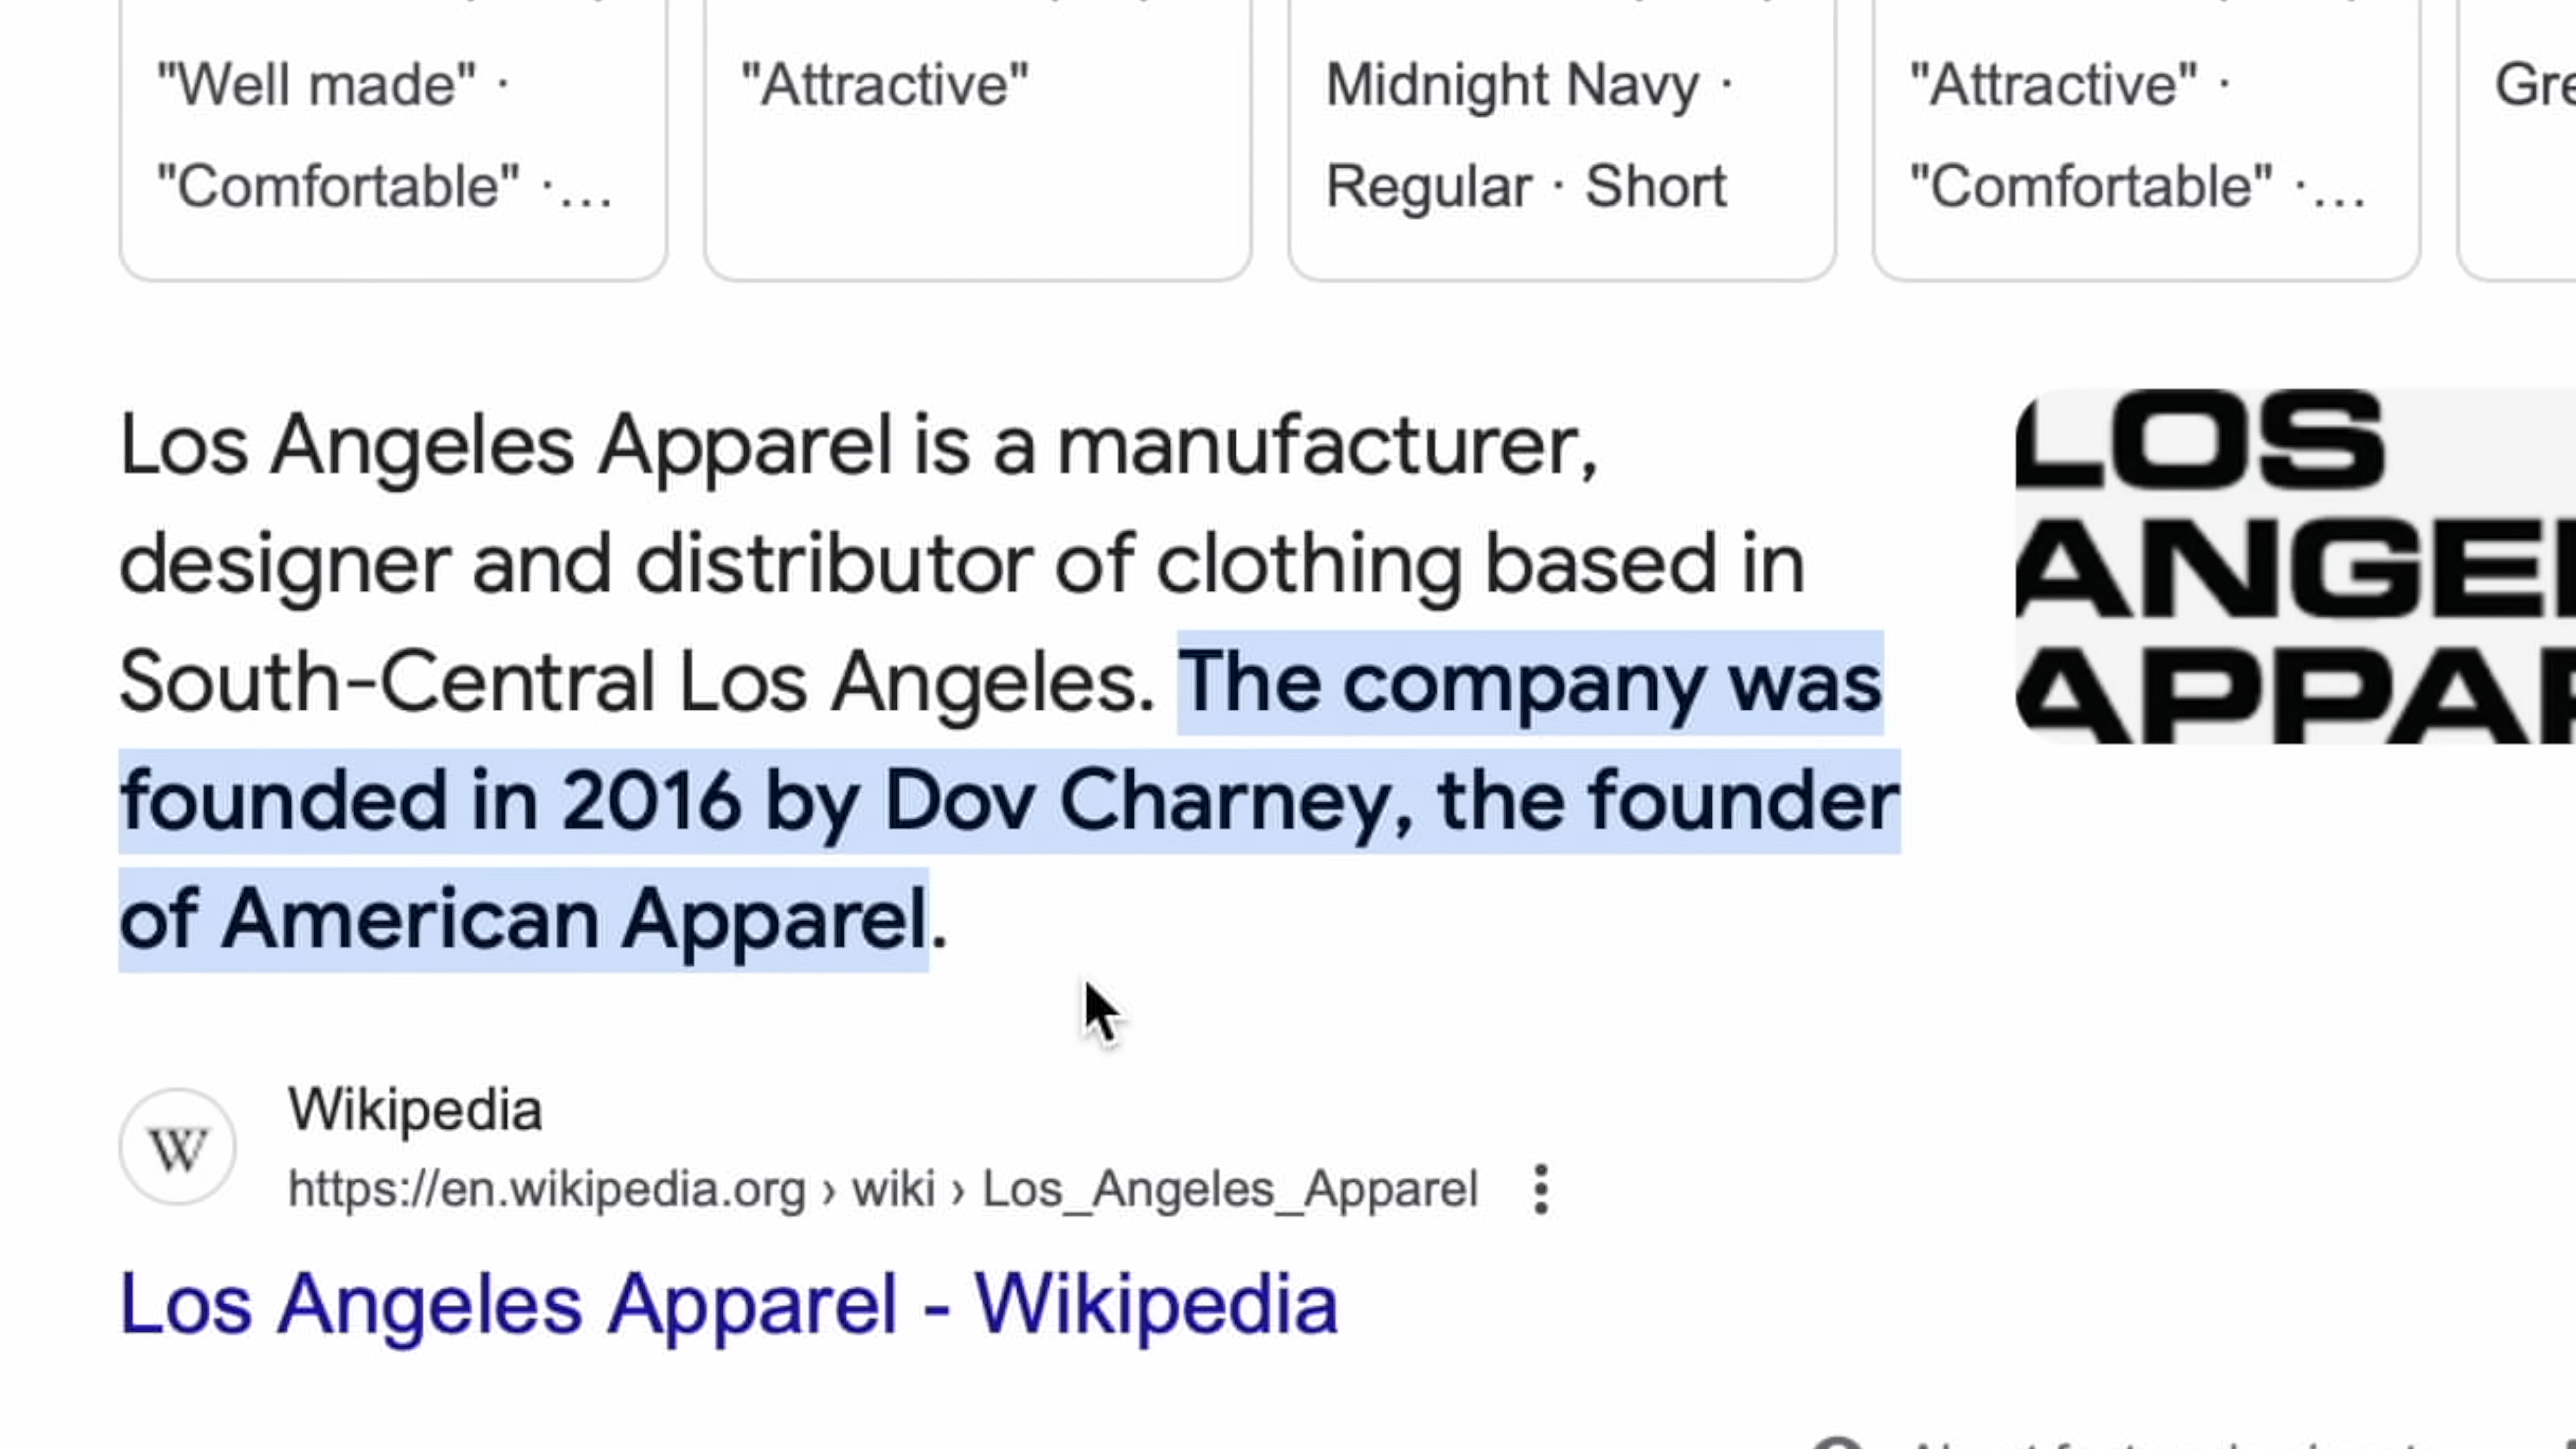 "Well made" ·
"Comfortable" ·...
"Attractive"
Midnight Navy ·
Regular · Short
"Attractive" ·
"Comfortable" ·...
Los Angeles Apparel is a manufacturer,
designer and distributor of clothing based in
South-Central Los Angeles. The company was
founded in 2016 by Dov Charney, the founder
of American Apparel.
LOS
Wikipedia
https://en.wikipedia.org › wiki › Los_Angeles_Apparel
Los Angeles Apparel - Wikipedia